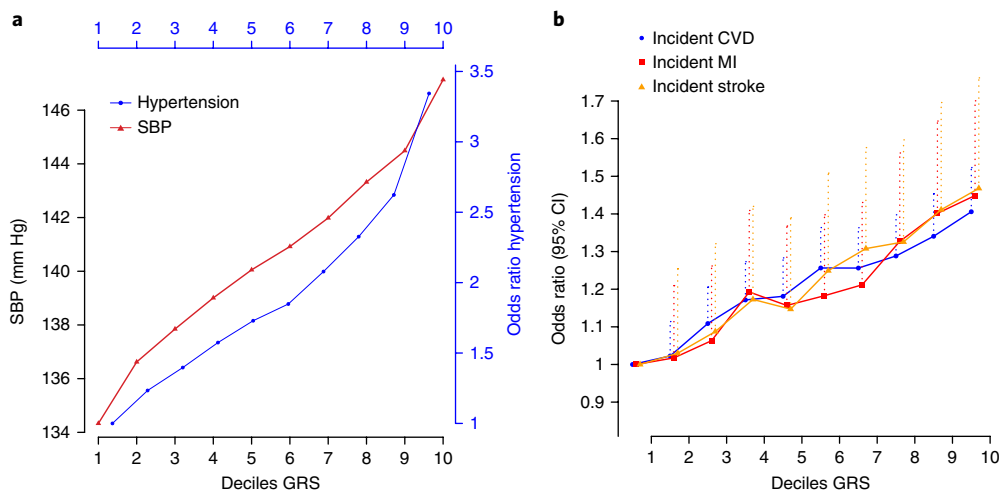 a
1 2 3 4 5 6 7 8 9 10
Hypertension
SBP
SBP (mm Hg)
146
144
142
140
138
136
134
3.5
3
2.5
2
1.5
1
Odds ratio hypertension
1 2 3 4 5 6 7 8 9 10
Deciles GRS
b
Incident CVD
Incident MI
Incident stroke
Odds ratio (95% CI)
1.7
1.6
1.5
1.4
1.3
1.2
1.1
1
0.9
1 2 3 4 5 6 7 8 9 10
Deciles GRS